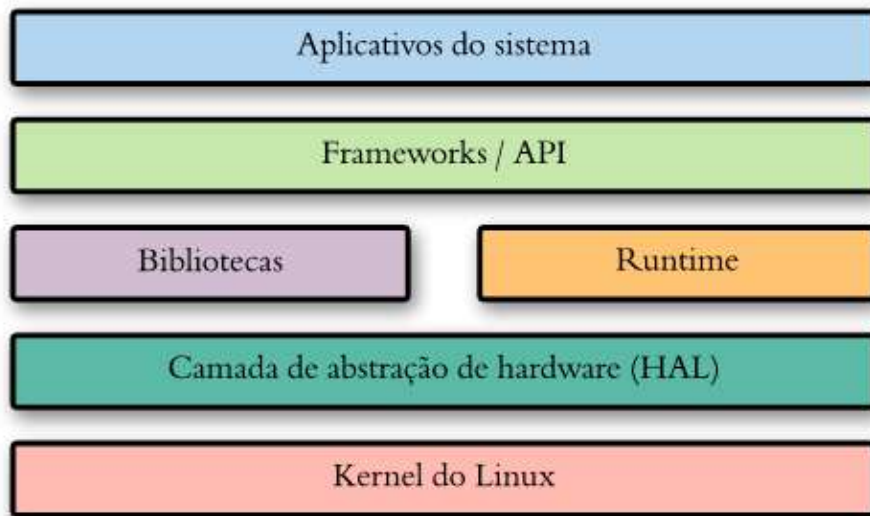 Aplicativos do sistema
Frameworks / API
Bibliotecas
Runtime
Camada de abstração de hardware (HAL)
Kernel do Linux